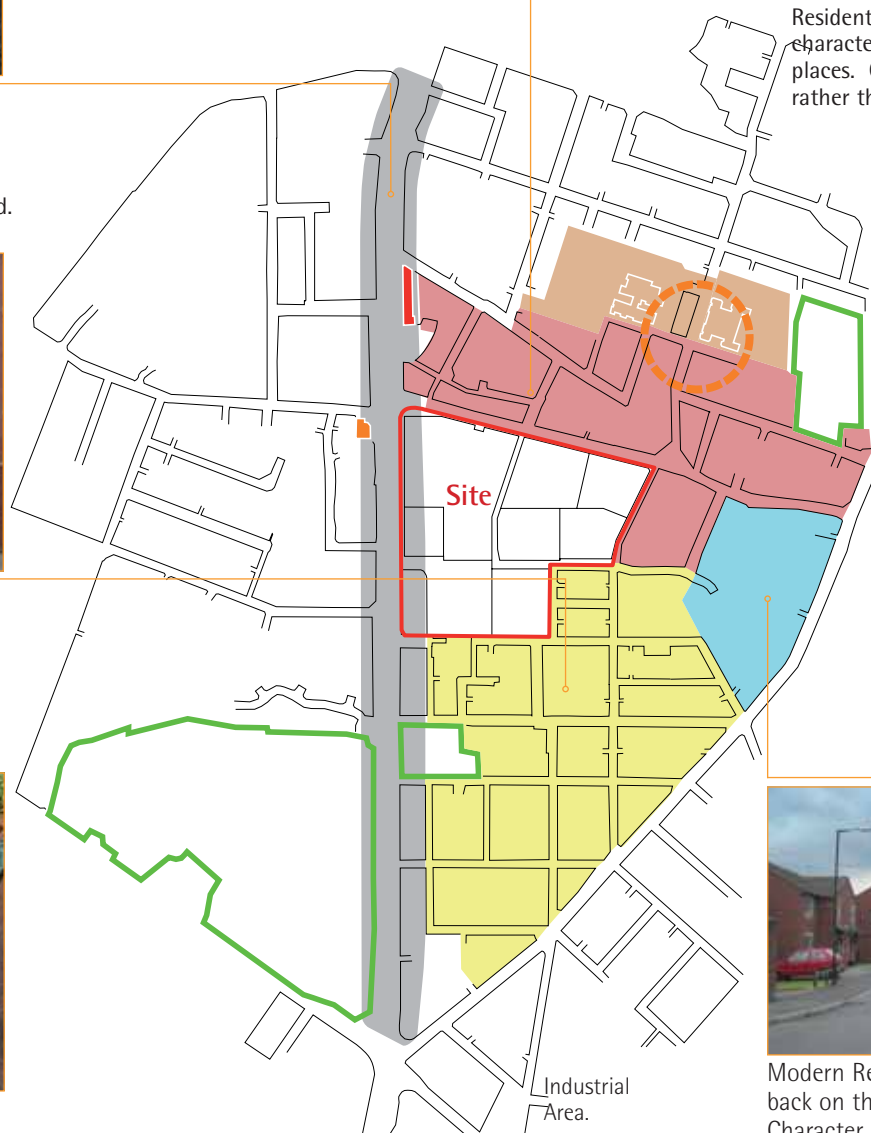 Resident
characte
places. C
rather th
d.
Site
Industrial
Area.
Modern Re
back on th
Character